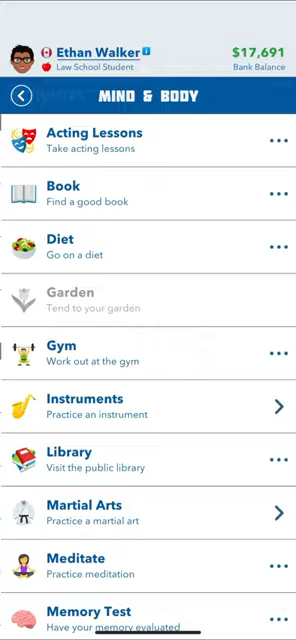 Ethan Walker
$17,691
Law School Student
Bank Balance
MIND & BODY
Acting Lessons
Take acting lessons
Book
Find a good book
Diet
Go on a diet
Garden
Tend to your garden
Gym
Work out at the gym
Instruments
Practice an instrument
Library
Visit the public library
Martial Arts
Practice a martial art
Meditate
Practice meditation
Memory Test
Have your memory evaluated